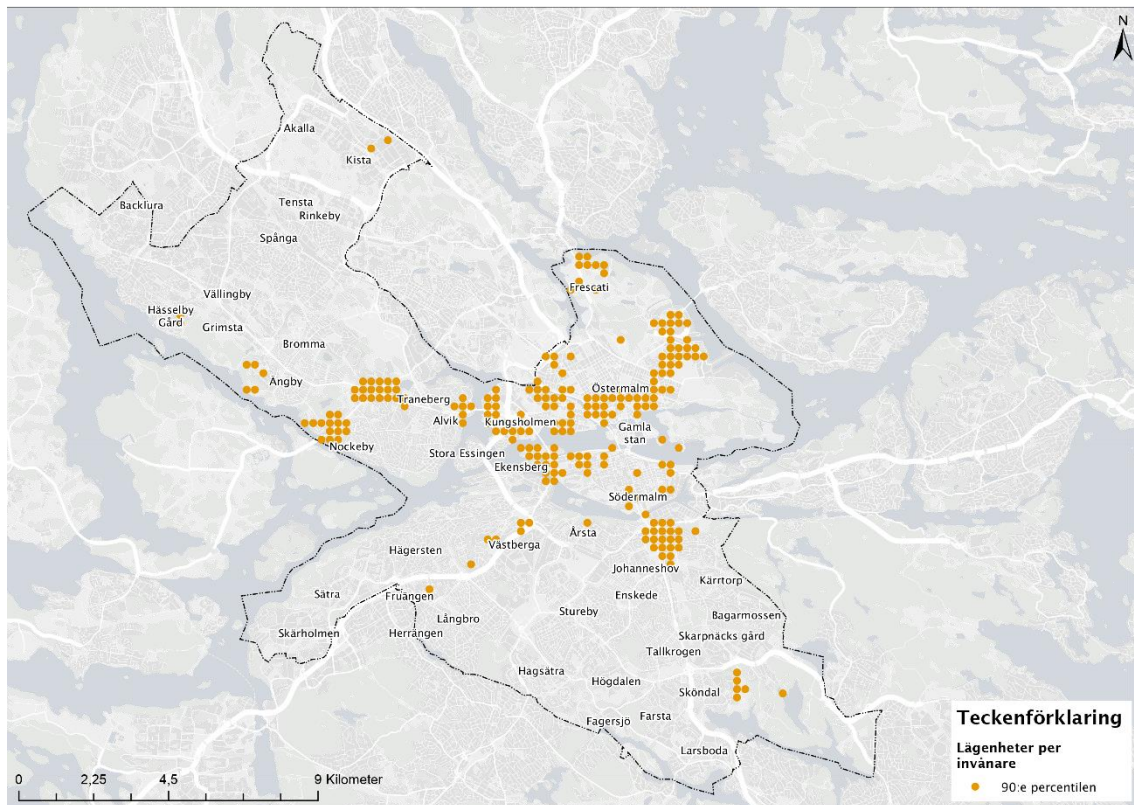 N
Akalla
Kista
Backlura
Tensta
Rinkeby
Spånga
Vällingby
Hässelby
Gård
Grimsta
Bromma
Ängby
Traneberg
Alvik
Nockeby
Stora Essingen
Ekensberg
Kungsholmen
Frescati
Östermalm
Gamla
stan
Södermalm
Årsta
Västberga
Hägersten
Johanneshov
Kärrtorp
Enskede
Sätra
Fruängen
Långbro
Stureby
Bagarmossen
Skärholmen
Herrängen
Skarpnäcks gård
Tallkrogen
Hagsätra
Högdalen
Sköndal
Fagersjö
Farsta
Larsboda
Teckenförklaring
Lägenheter per
invånare
90:e percentilen
0 2,25 4,5 9 Kilometer